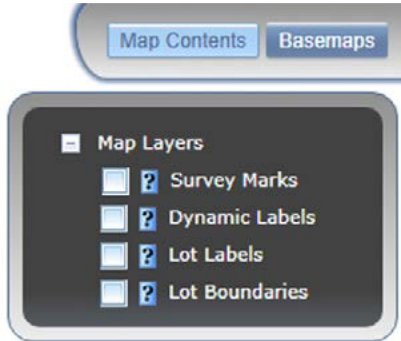 Map Contents Basemaps
Map Layers
? Survey Marks
? Dynamic Labels
? Lot Labels
? Lot Boundaries